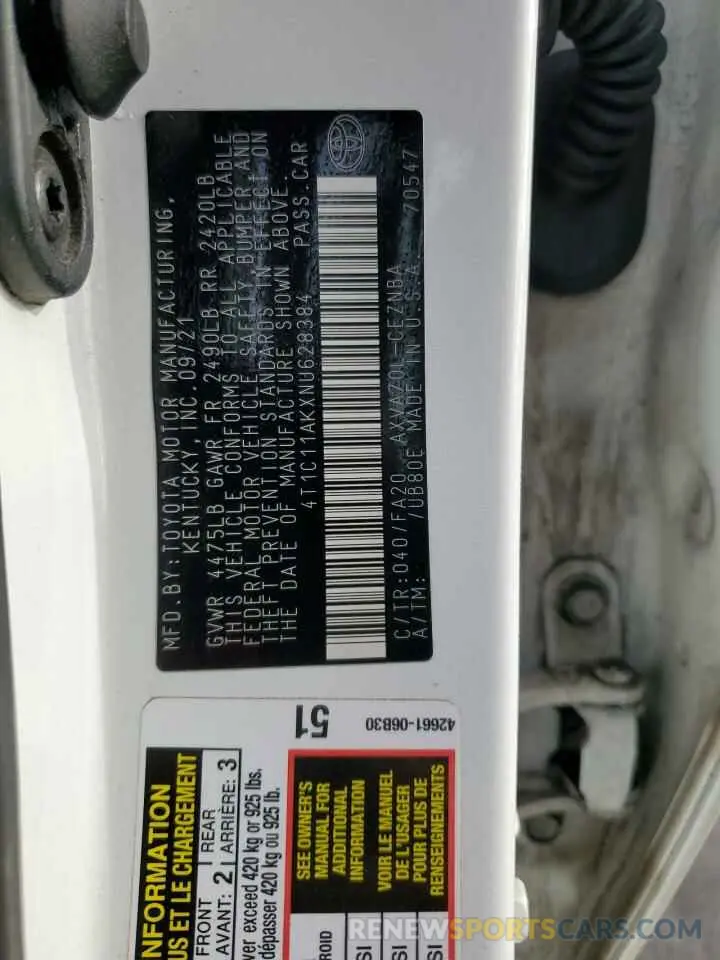 MFD.BY:TOYOTA MOTOR MANUFACTURING,
KENTUCKY,INC.09/21
GVWR 4475LB GAWR FR 2490LB RR 2420LB
THIS VEHICLE CONFORMS TO ALL APPLICABLE
FEDERAL MOTOR VEHICLE SAFETY, BUMPER AND
THEFT PREVENTION STANDARDS IN EFFECT ON
THE DATE OF MANUFACTURE SHOWN ABOVE.
4T1C11AKXNU628384 PASS.CAR
C/TR:040/FA20 AXVA70L-CEZNBA
A/TM: /UB80E MADE IN U.S.A. 70547
51
42661-06B30
NFORMATION
US ET LE CHARGEMENT
FRONT 2 REAR 3
AVANT: ARRIÈRE:
ver exceed 420 kg or 925 lbs.
dépasser 420 kg ou 925 lb.
SEE OWNER'S
MANUAL FOR
ADDITIONAL
INFORMATION
VOIR LE MANUEL
DE L'USAGER
POUR PLUS DE
RENSEIGNEMENTS
ROID
SI
SI
SI
RENEWSPORTSCARS.COM